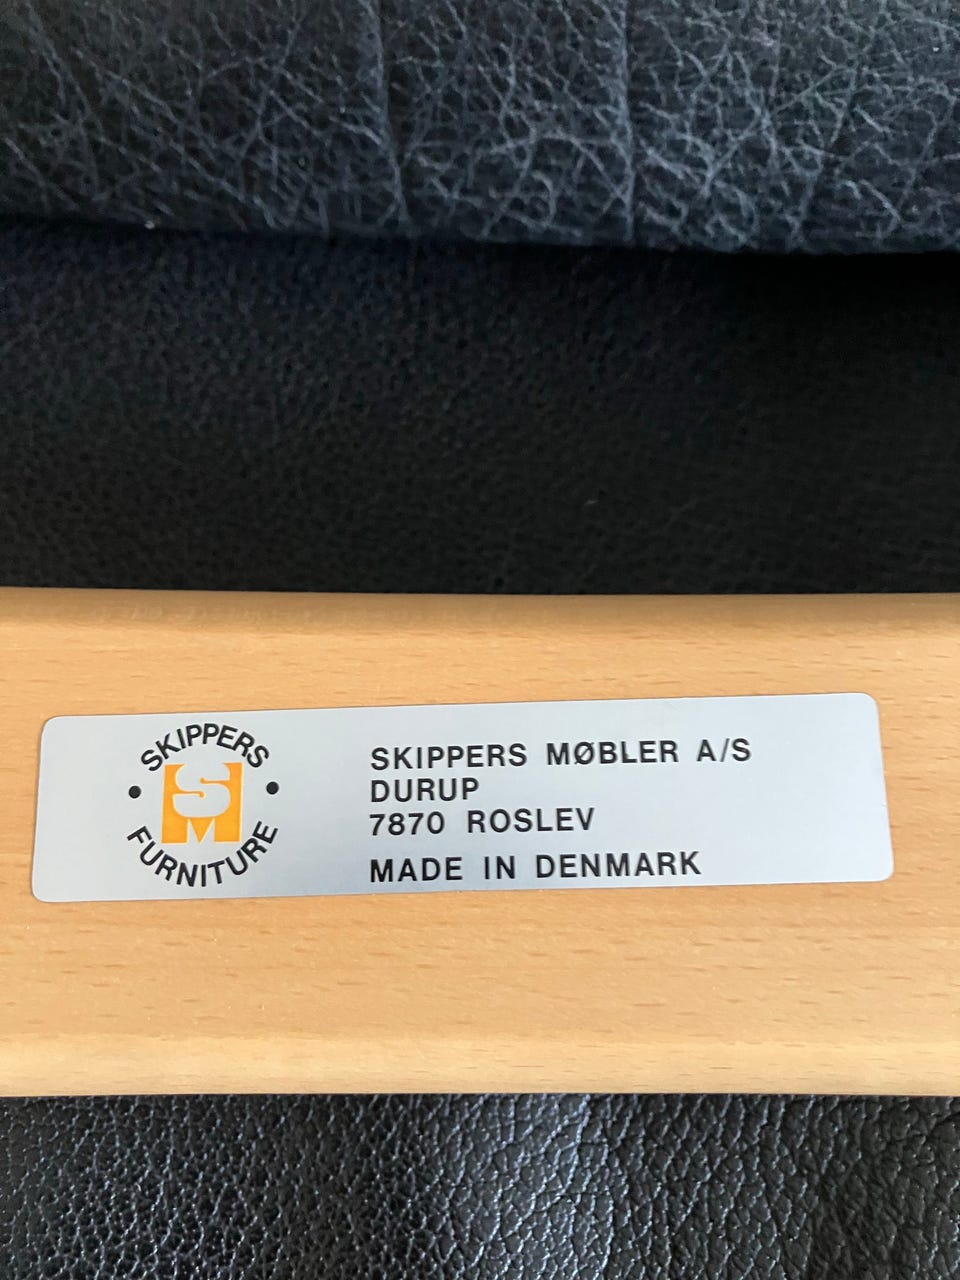 SKIPPERS
SM
FURNITURE
SKIPPERS MØBLER A/S
DURUP
7870 ROSLEV
MADE IN DENMARK